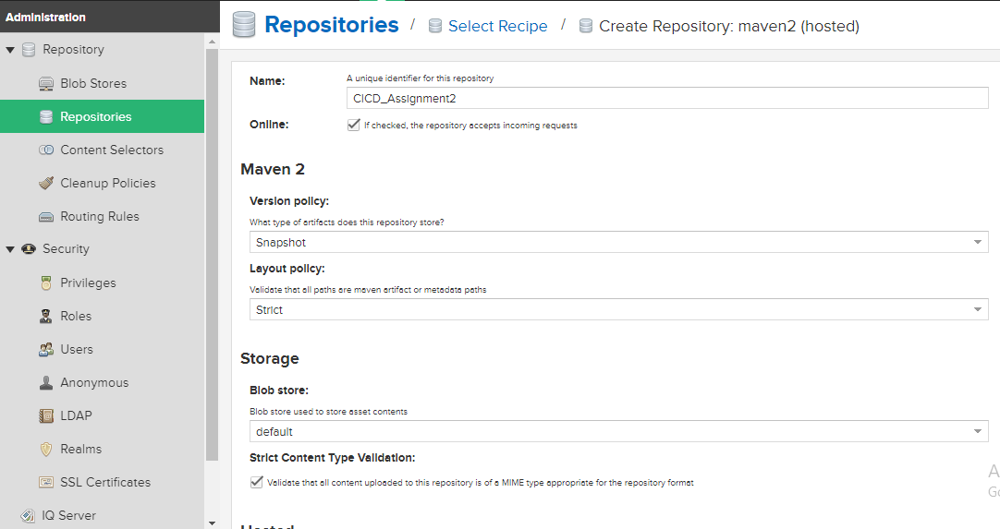 Administration
Repository
Blob Stores
Repositories
Content Selectors
Cleanup Policies
Routing Rules
Security
Privileges
Roles
Users
Anonymous
LDAP
Realms
SSL Certificates
IQ Server
Repositories / Select Recipe / Create Repository: maven2 (hosted)
Name:
A unique identifier for this repository
CICD_Assignment2
Online:
If checked, the repository accepts incoming requests
Maven 2
Version policy:
What type of artifacts does this repository store?
Snapshot
Layout policy:
Validate that all paths are maven artifact or metadata paths
Strict
Storage
Blob store:
Blob store used to store asset contents
default
Strict Content Type Validation:
Validate that all content uploaded to this repository is of a MIME type appropriate for the repository format
Hosted